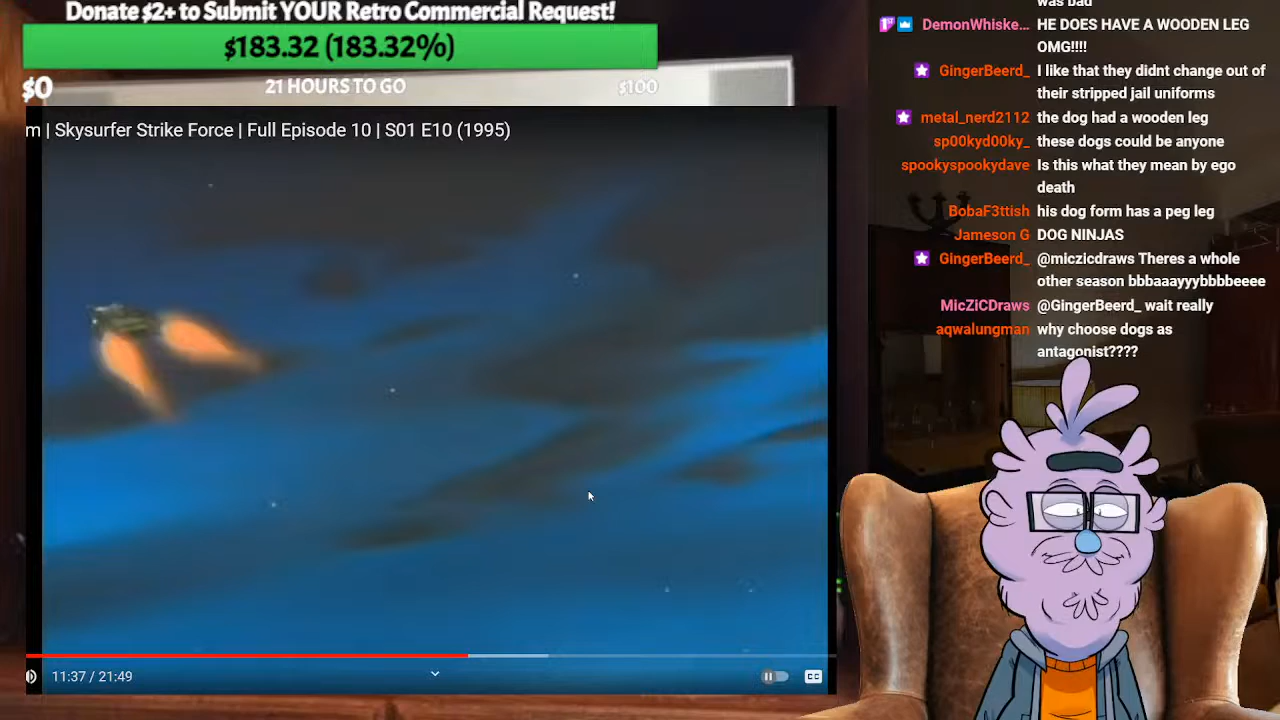 Donate $2+ to Submit YOUR Retro Commercial Request!
$183.32 (183.32%)
$0
21 HOURS TO GO
$100
m | Skysurfer Strike Force | Full Episode 10 | S01 E10 (1995)
11:37 / 21:49
CC
was bad
1ST DemonWhiske... HE DOES HAVE A WOODEN LEG
OMG!!!!
GingerBeerd_ I like that they didnt change out of
their stripped jail uniforms
metal_nerd2112 the dog had a wooden leg
sp00kyd00ky_ these dogs could be anyone
spookyspookydave Is this what they mean by ego
death
BobaF3ttish his dog form has a peg leg
Jameson G DOG NINJAS
GingerBeerd_ @miczicdraws Theres a whole
other season bbbaaayyybbbbeeee
MicZiCDraws @GingerBeerd_ wait really
aqwalungman why choose dogs as
antagonist????